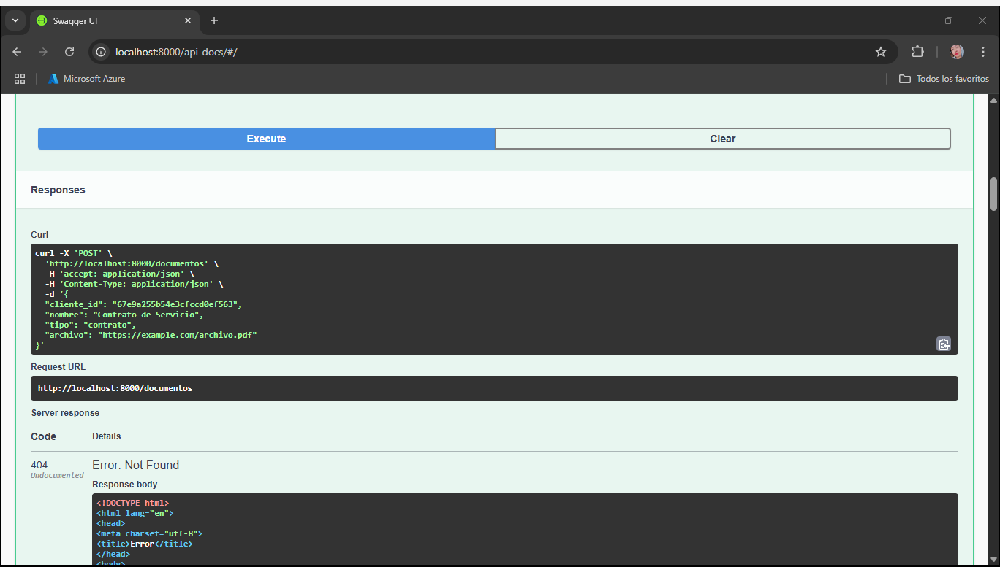 Swagger UI
localhost:8000/api-docs/#/
Microsoft Azure
Todos los favoritos
Execute
Clear
Responses
Curl
curl -X 'POST' \
'http://localhost:8000/documentos' \
-H 'accept: application/json' \
-H 'Content-Type: application/json' \
-d '{
"cliente_id": "67e9a255b54e3cfccd0ef563",
"nombre": "Contrato de Servicio",
"tipo": "contrato",
"archivo": "https://example.com/archivo.pdf"
}'
Request URL
http://localhost:8000/documentos
Server response
Code
Details
404
Undocumented
Error: Not Found
Response body
<!DOCTYPE html>
<html lang="en">
<head>
<meta charset="utf-8">
<title>Error</title>
</head>
<body>